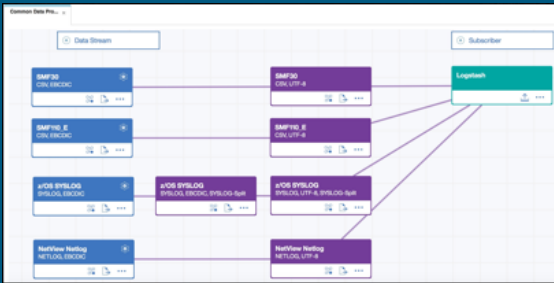 Common Data Pro...
Data Stream
Subscriber
SMF30
CSV, EBCDIC
SMF30
CSV, UTF-8
Logstash
SMF110_E
CSV, EBCDIC
SMF110_E
CSV, UTF-8
z/OS SYSLOG
SYSLOG, EBCDIC
z/OS SYSLOG
SYSLOG, EBCDIC, SYSLOG-Split
z/OS SYSLOG
SYSLOG, UTF-8, SYSLOG-Split
NetView Netlog
NETLOG, EBCDIC
NetView Netlog
NETLOG, UTF-8